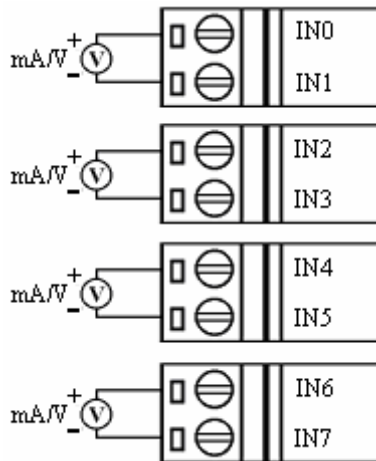 IN0
+
mA/V V
-
IN1
IN2
+
mA/V V
-
IN3
IN4
+
mA/V V
-
IN5
IN6
+
mA/V V
-
IN7